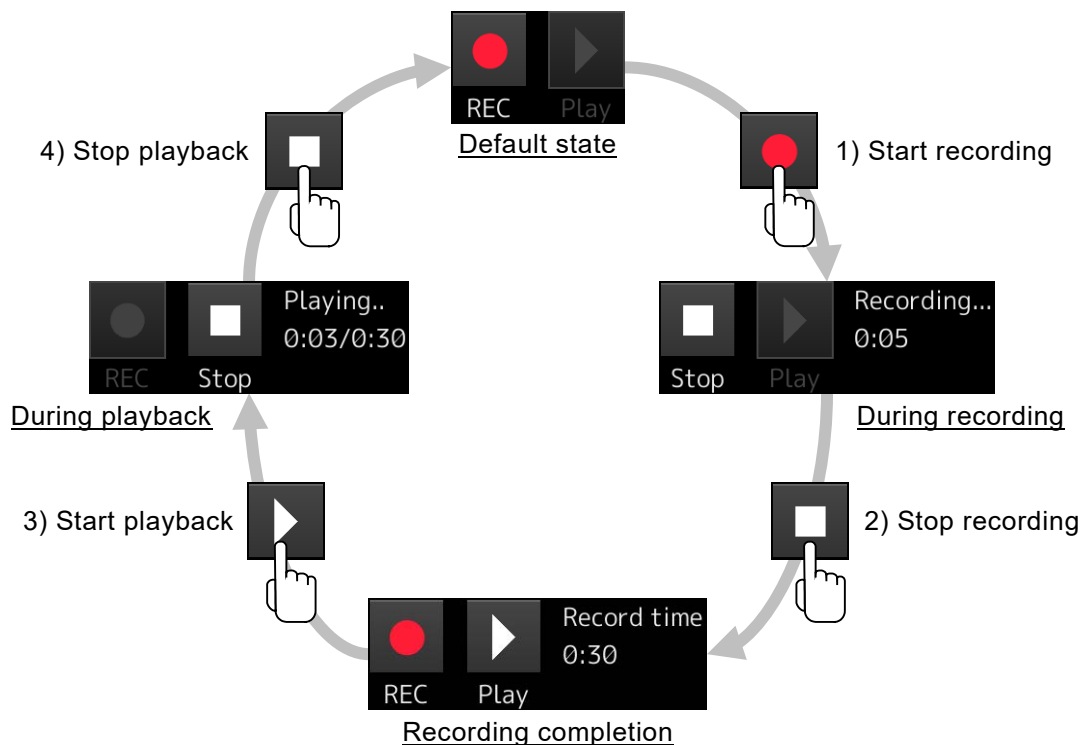 REC Play
Default state
4) Stop playback
1) Start recording
Playing..
0:03/0:30
REC Stop
During playback
Recording...
0:05
Stop Play
During recording
3) Start playback
2) Stop recording
Record time
0:30
REC Play
Recording completion